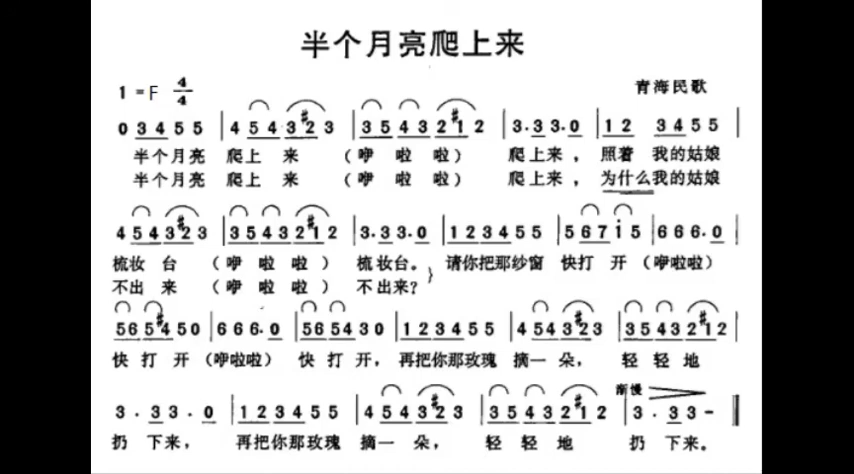 半个月亮爬上来
1 = F 4/4 青海民歌
0 3 4 5 5 | 4 5 4 3 #2 3 | 3 5 4 3 2 #1 2 | 3· 3 3· 0 | 1 2 3 4 5 5 |
半个月亮 爬上 来 （咿 啦 啦） 爬上来，照着 我的姑娘
半个月亮 爬上 来 （咿 啦 啦） 爬上来，为什么我的姑娘
4 5 4 3 #2 3 | 3 5 4 3 2 #1 2 | 3· 3 3· 0 | 1 2 3 4 5 5 | 5 6 7 i 5 | 6 6 6· 0 |
梳妆 台 （咿 啦啦 ） 梳妆台。请你把那纱窗 快打 开（咿啦啦）
不出 来 （咿 啦啦 ） 不出来？
5 6 5 #4 5 0 | 6 6 6· 0 | 5 6 5 4 3 0 | 1 2 3 4 5 5 | 4 5 4 3 #2 3 | 3 5 4 3 2 #1 2 |
快 打 开（咿啦啦） 快 打 开，再把你那玫瑰 摘一 朵， 轻 轻 地
渐慢
3 · 3 3 · 0 | 1 2 3 4 5 5 | 4 5 4 3 #2 3 | 3 5 4 3 2 #1 2 | 3 · 3 3 – ‖
扔 下来， 再把你那玫瑰 摘一 朵， 轻 轻 地 扔 下来。